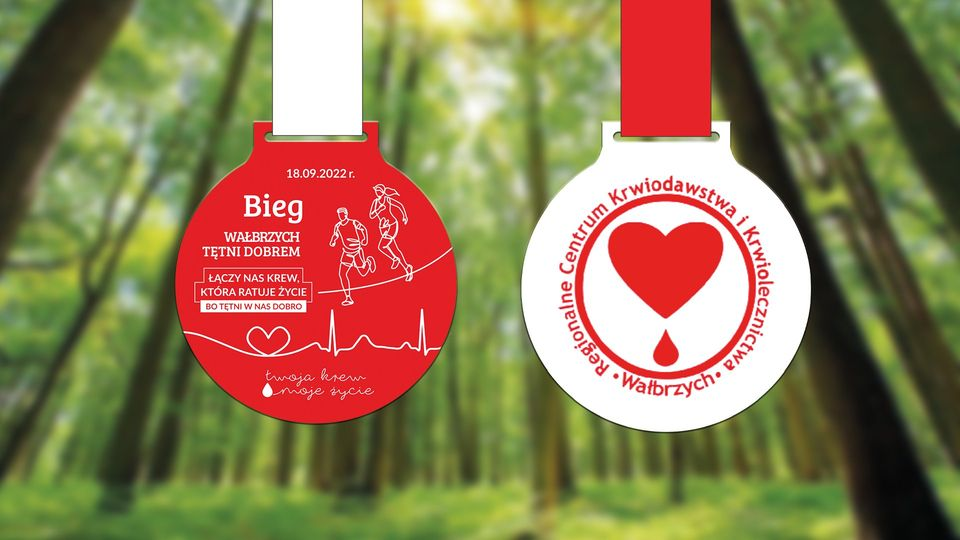 18.09.2022 r.
Bieg
WAŁBRZYCH
TĘTNI DOBREM
ŁĄCZY NAS KREW,
KTÓRA RATUJE ŻYCIE
BO TĘTNI W NAS DOBRO
twoja krew
moje życie
Regionalne Centrum Krwiodawstwa i Krwiolecznictwa
• Wałbrzych •